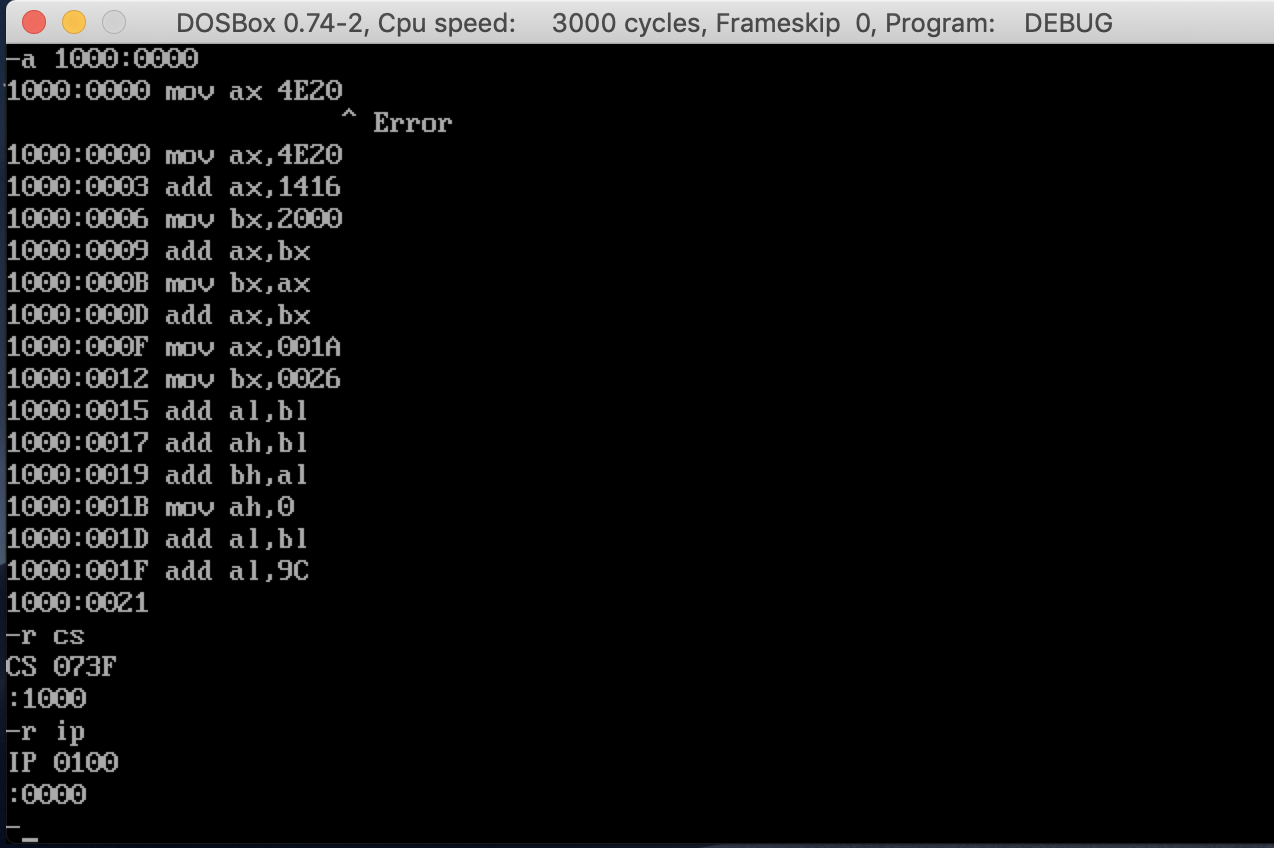 DOSBox 0.74-2, Cpu speed: 3000 cycles, Frameskip 0, Program: DEBUG
-a 1000:0000
1000:0000 mov ax 4E20
^ Error
1000:0000 mov ax,4E20
1000:0003 add ax,1416
1000:0006 mov bx,2000
1000:0009 add ax,bx
1000:000B mov bx,ax
1000:000D add ax,bx
1000:000F mov ax,001A
1000:0012 mov bx,0026
1000:0015 add al,bl
1000:0017 add ah,bl
1000:0019 add bh,al
1000:001B mov ah,0
1000:001D add al,bl
1000:001F add al,9C
1000:0021
-r cs
CS 073F
:1000
-r ip
IP 0100
:0000
-_